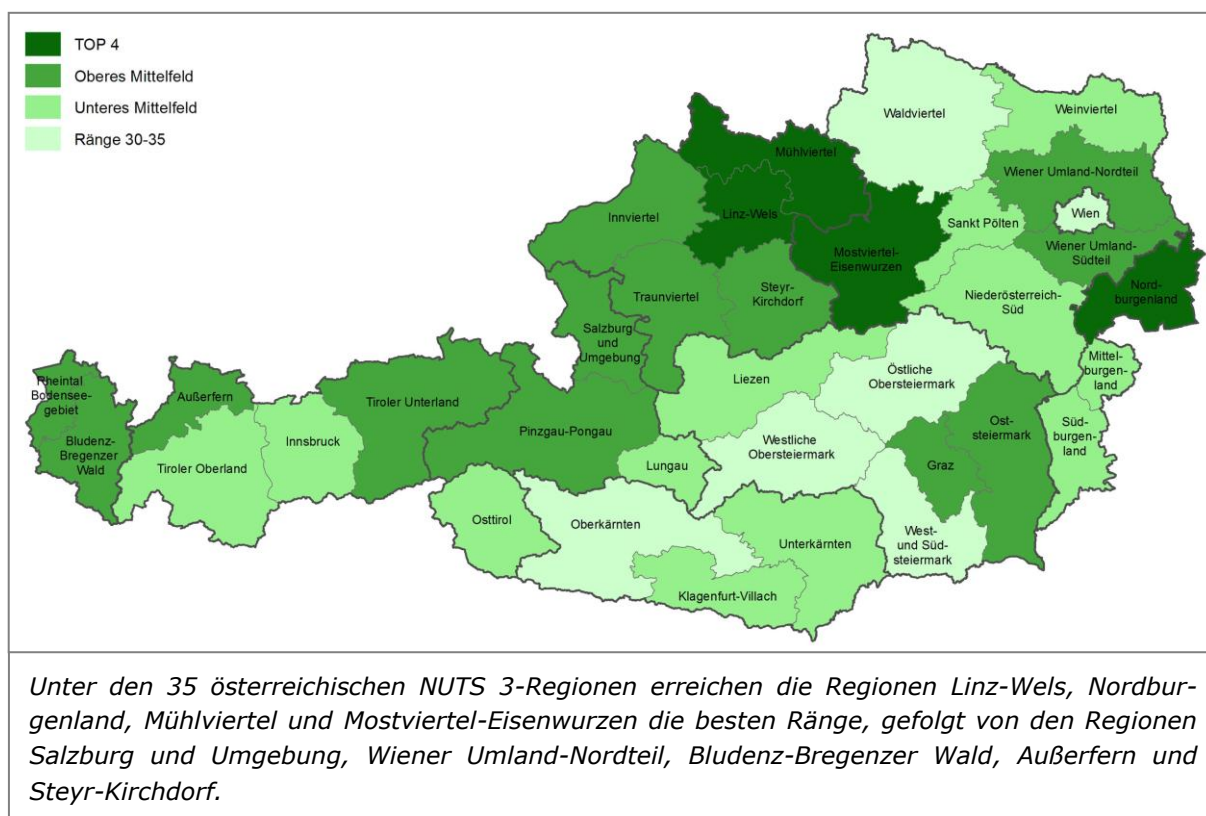 TOP 4
Oberes Mittelfeld
Unteres Mittelfeld
Ränge 30-35
Waldviertel
Weinviertel
Mühlviertel
Wiener Umland-Nordteil
Innviertel
Linz-Wels
Sankt Pölten
Wien
Mostviertel-
Eisenwurzen
Wiener Umland-
Südteil
Nord-
burgenland
Traunviertel
Steyr-
Kirchdorf
Niederösterreich-
Süd
Salzburg
und
Umgebung
Mittel-
burgen-
land
Rheintal
Bodensee-
gebiet
Außerfern
Tiroler Unterland
Liezen
Östliche
Obersteiermark
Bludenz-
Bregenzer
Wald
Innsbruck
Pinzgau-Pongau
Ost-
steiermark
Süd-
burgen-
land
Tiroler Oberland
Lungau
Westliche
Obersteiermark
Graz
Osttirol
Oberkärnten
Unterkärnten
West-
und Süd-
steiermark
Klagenfurt-Villach
Unter den 35 österreichischen NUTS 3-Regionen erreichen die Regionen Linz-Wels, Nordbur-
genland, Mühlviertel und Mostviertel-Eisenwurzen die besten Ränge, gefolgt von den Regionen
Salzburg und Umgebung, Wiener Umland-Nordteil, Bludenz-Bregenzer Wald, Außerfern und
Steyr-Kirchdorf.